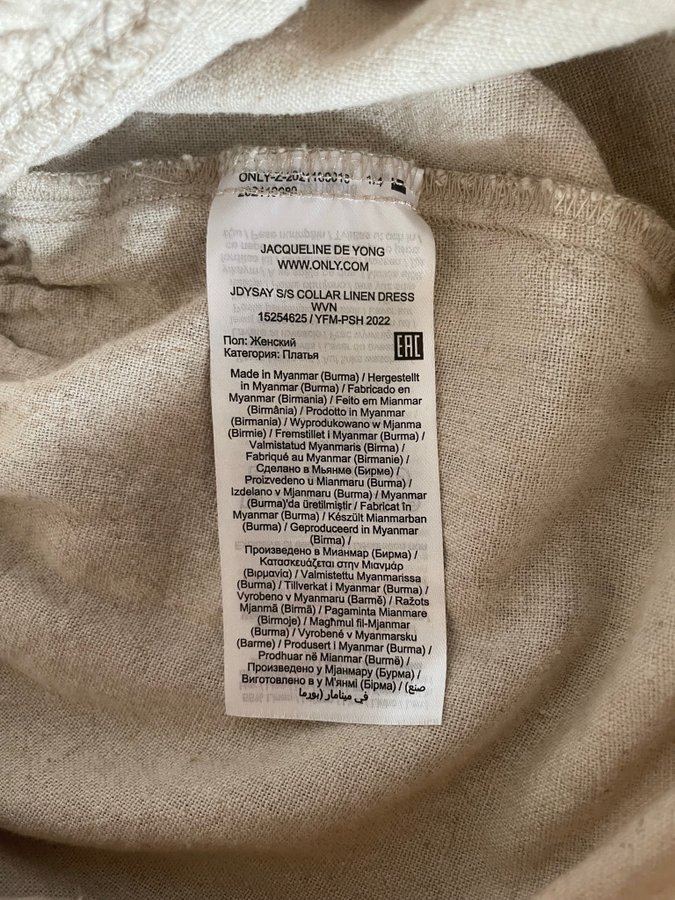 JACQUELINE DE YONG
WWW.ONLY.COM
JDYSAY S/S COLLAR LINEN DRESS
WVN
15254625 / YFM-PSH 2022
Пол: Женский
Категория: Платья
EAC
Made in Myanmar (Burma) / Hergestellt
in Myanmar (Burma) / Fabricado en
Myanmar (Birmania) / Feito em Mianmar
(Birmânia) / Prodotto in Myanmar
(Birmania) / Wyprodukowano w Mjanma
(Birmie) / Fremstillet i Myanmar (Burma) /
Valmistatud Myanmaris (Birma) /
Fabriqué au Myanmar (Birmanie) /
Сделано в Мьянме (Бирме) /
Proizvedeno u Mianmaru (Burma) /
Izdelano v Mjanmaru (Burma) / Myanmar
(Burma)'da üretilmiştir / Fabricat în
Myanmar (Burma) / Készült Mianmarban
(Burma) / Geproduceerd in Myanmar
(Birma) /
Произведено в Мианмар (Бирма) /
Κατασκευάζεται στην Μιανμάρ
(Βιρμανία) / Valmistettu Myanmarissa
(Burma) / Tillverkat i Myanmar (Burma) /
Vyrobeno v Myanmaru (Barmě) / Ražots
Mjanmā (Birmā) / Pagaminta Mianmare
(Birmoje) / Magħmul fil-Mjanmar
(Burma) / Vyrobené v Myanmarsku
(Barme) / Produsert i Myanmar (Burma) /
Prodhuar në Mianmar (Burmë) /
Произведено у Мјанмару (Бурма) /
Виготовлено в у М'янмі (Бірма) / (صنع
في ميانمار (بورما